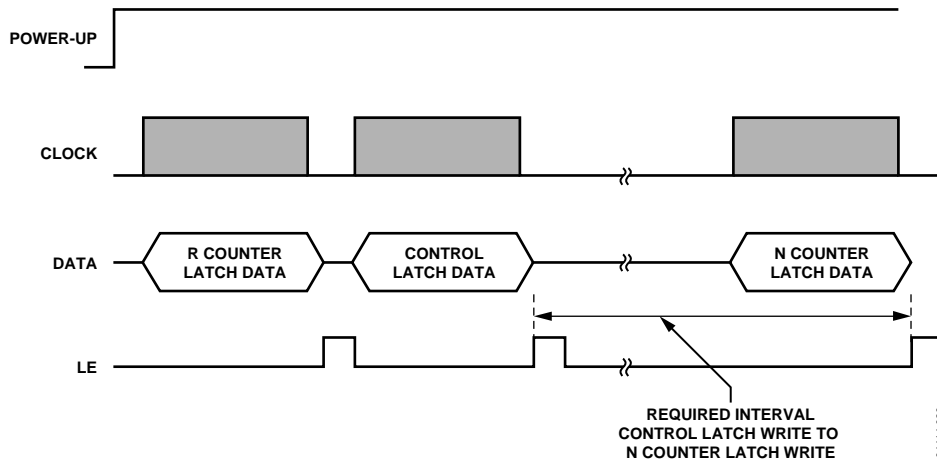 POWER-UP
CLOCK
DATA
R COUNTER
LATCH DATA
CONTROL
LATCH DATA
N COUNTER
LATCH DATA
LE
REQUIRED INTERVAL
CONTROL LATCH WRITE TO
N COUNTER LATCH WRITE